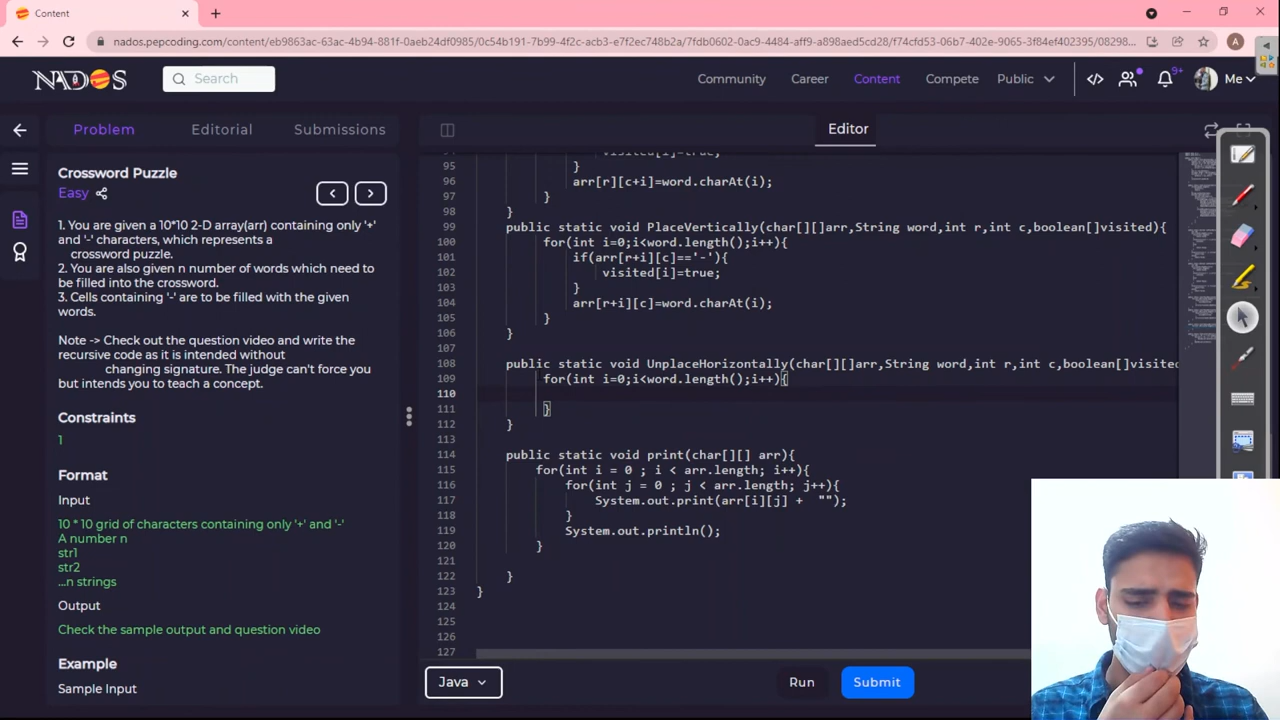 Content
nados.pepcoding.com/content/eb9863ac-63ac-4b94-881f-0aeb24df0985/0c54b191-7b99-4f2c-acb3-e7f2ec748b2a/7fdb0602-0ac9-4484-aff9-a898aed5cd28/f74cfd53-06b7-402e-9065-3f84ef402395/08298...
A
NADOS
Search
Community
Career
Content
Compete
Public
</>
9+
Me
Problem
Editorial
Submissions
Editor
Crossword Puzzle
Easy
1. You are given a 10*10 2-D array(arr) containing only '+'
and '-' characters, which represents a
crossword puzzle.
2. You are also given n number of words which need to
be filled into the crossword.
3. Cells containing '-' are to be filled with the given
words.
Note -> Check out the question video and write the
recursive code as it is intended without
changing signature. The judge can't force you
but intends you to teach a concept.
Constraints
1
Format
Input
10 * 10 grid of characters containing only '+' and '-'
A number n
str1
str2
...n strings
Output
Check the sample output and question video
Example
Sample Input
94 visited[i]=true;
95 }
96 arr[r][c+i]=word.charAt(i);
97 }
98 }
99 public static void PlaceVertically(char[][]arr,String word,int r,int c,boolean[]visited){
100 for(int i=0;i<word.length();i++){
101 if(arr[r+i][c]=='-'){
102 visited[i]=true;
103 }
104 arr[r+i][c]=word.charAt(i);
105 }
106 }
107
108 public static void UnplaceHorizontally(char[][]arr,String word,int r,int c,boolean[]visited
109 for(int i=0;i<word.length();i++){
110
111 }
112 }
113
114 public static void print(char[][] arr){
115 for(int i = 0 ; i < arr.length; i++){
116 for(int j = 0 ; j < arr.length; j++){
117 System.out.print(arr[i][j] + "");
118 }
119 System.out.println();
120 }
121
122 }
123 }
124
125
126
127
Java
Run
Submit